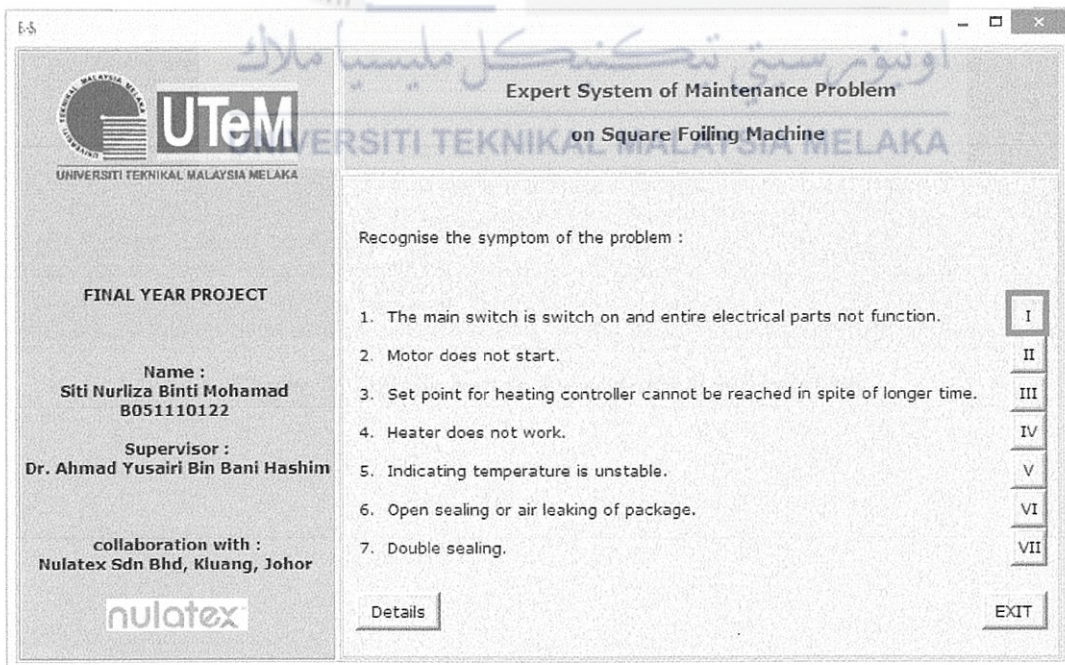 E-S
اونيورسيتي تيكنيكل مليسيا ملاك
UNIVERSITI TEKNIKAL MALAYSIA MELAKA
UTeM
UNIVERSITI TEKNIKAL MALAYSIA MELAKA
Expert System of Maintenance Problem
on Square Foiling Machine
FINAL YEAR PROJECT
Name :
Siti Nurliza Binti Mohamad
B051110122
Supervisor :
Dr. Ahmad Yusairi Bin Bani Hashim
collaboration with :
Nulatex Sdn Bhd, Kluang, Johor
nulatex
Recognise the symptom of the problem :
1. The main switch is switch on and entire electrical parts not function. I
2. Motor does not start. II
3. Set point for heating controller cannot be reached in spite of longer time. III
4. Heater does not work. IV
5. Indicating temperature is unstable. V
6. Open sealing or air leaking of package. VI
7. Double sealing. VII
Details
EXIT